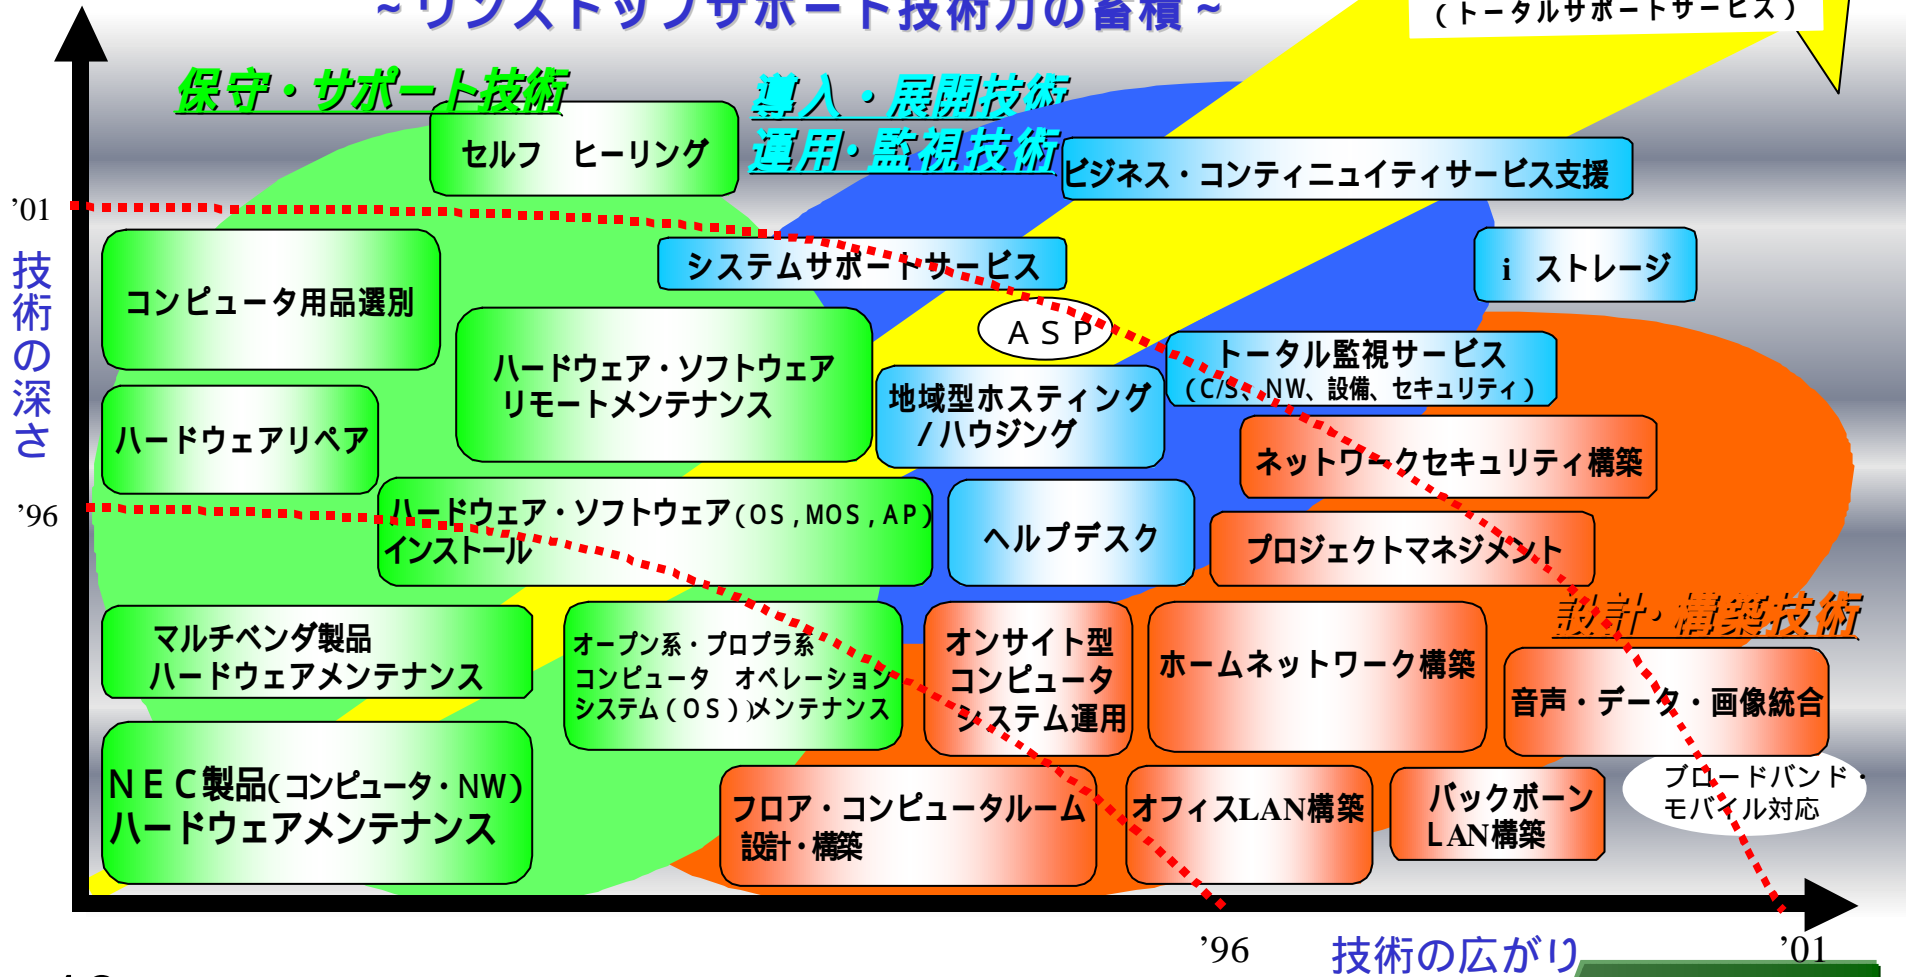 ~ワンストップサポート技術力の蓄積~
(トータルサポートサービス)
保守・サポート技術
導入・展開技術
運用・監視技術
セルフ ヒーリング
ビジネス・コンティニュイティサービス支援
'01
技術の深さ
システムサポートサービス
i ストレージ
コンピュータ用品選別
ASP
ハードウェア・ソフトウェア
リモートメンテナンス
トータル監視サービス
(C/S、NW、設備、セキュリティ)
地域型ホスティング
/ハウジング
ハードウェアリペア
ネットワークセキュリティ構築
'96
ハードウェア・ソフトウェア(OS,MOS,AP)
インストール
ヘルプデスク
プロジェクトマネジメント
設計・構築技術
マルチベンダ製品
ハードウェアメンテナンス
オープン系・プロプラ系
コンピュータ オペレーション
システム(OS))メンテナンス
オンサイト型
コンピュータ
システム運用
ホームネットワーク構築
音声・データ・画像統合
NEC製品(コンピュータ・NW)
ハードウェアメンテナンス
フロア・コンピュータルーム
設計・構築
オフィスLAN構築
バックボーン
LAN構築
ブロードバンド・
モバイル対応
'96
技術の広がり
'01